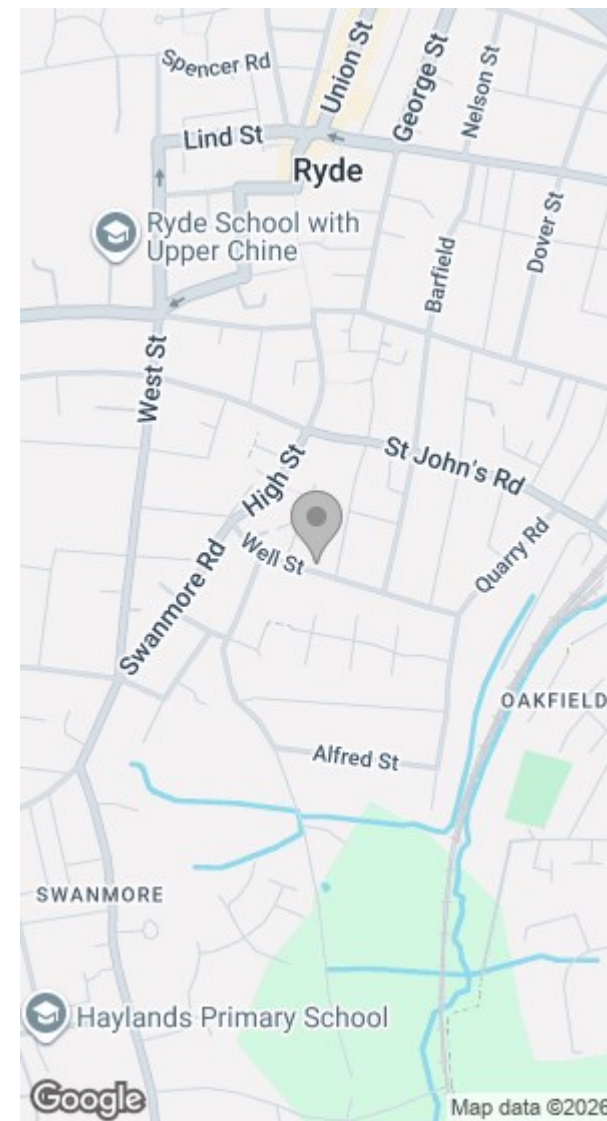 Spencer Rd
Union St
George St
Nelson St
Lind St
Ryde
Dover St
Ryde School with
Upper Chine
Barfield
West St
High St
St John's Rd
Well St
Quarry Rd
Swanmore Rd
OAKFIELD
Alfred St
SWANMORE
Haylands Primary School
Google
Map data ©2026